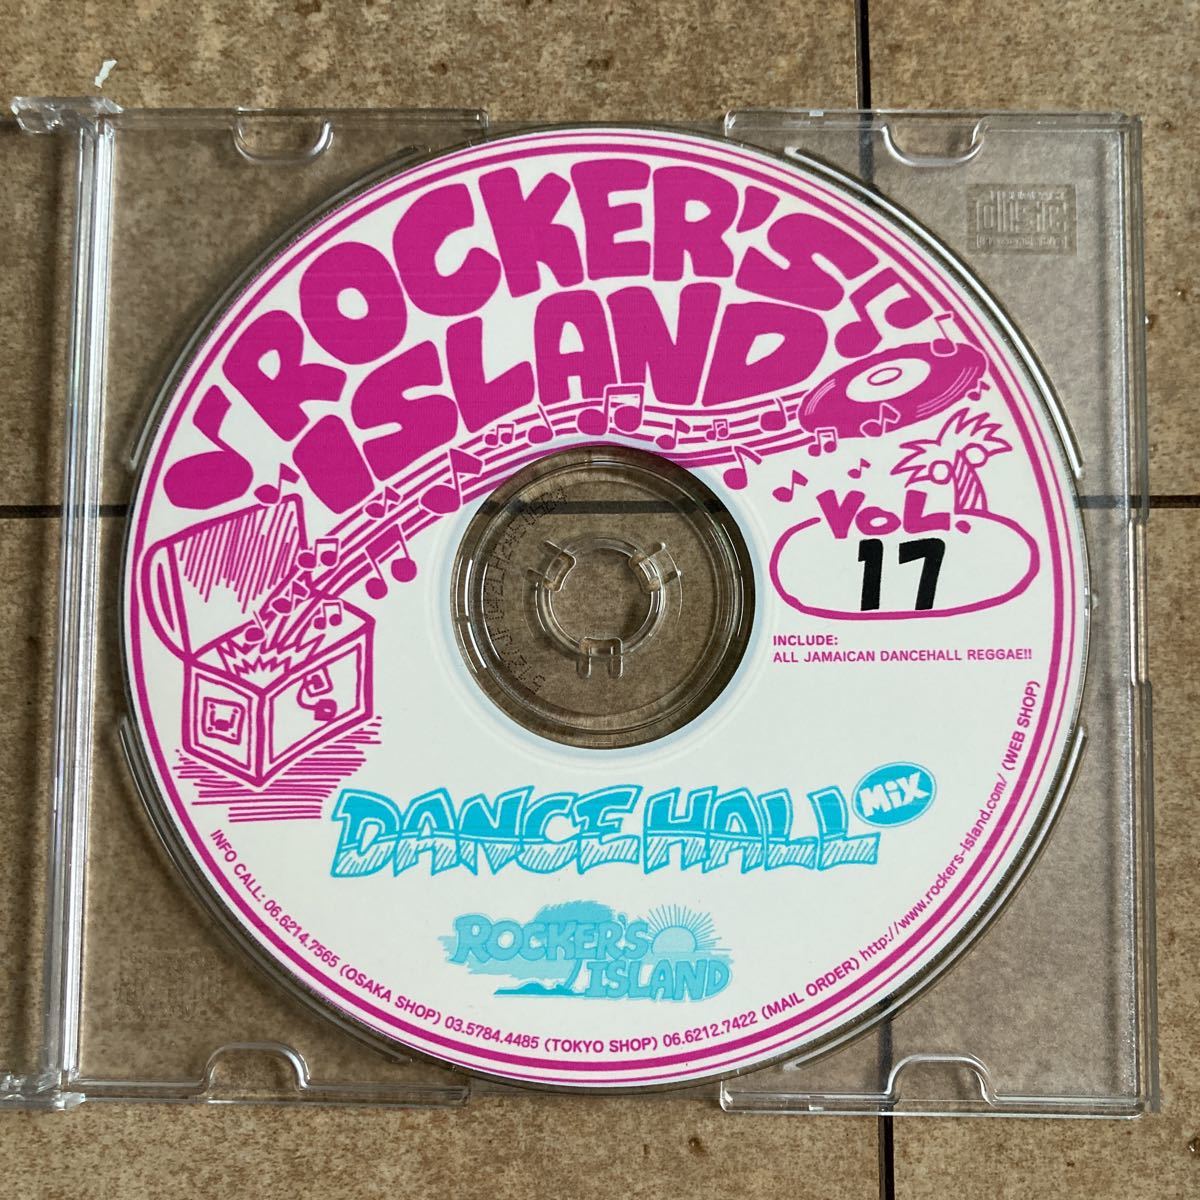 ROCKER'S
ISLAND
VOL.
17
INCLUDE:
ALL JAMAICAN DANCEHALL REGGAE!!
DANCE HALL MiX
ROCKER'S
ISLAND
INFO CALL: 06.6214.7565 (OSAKA SHOP) 03.5784.4485 (TOKYO SHOP) 06.6212.7422 (MAIL ORDER) http://www.rockers-island.com/ (WEB SHOP)